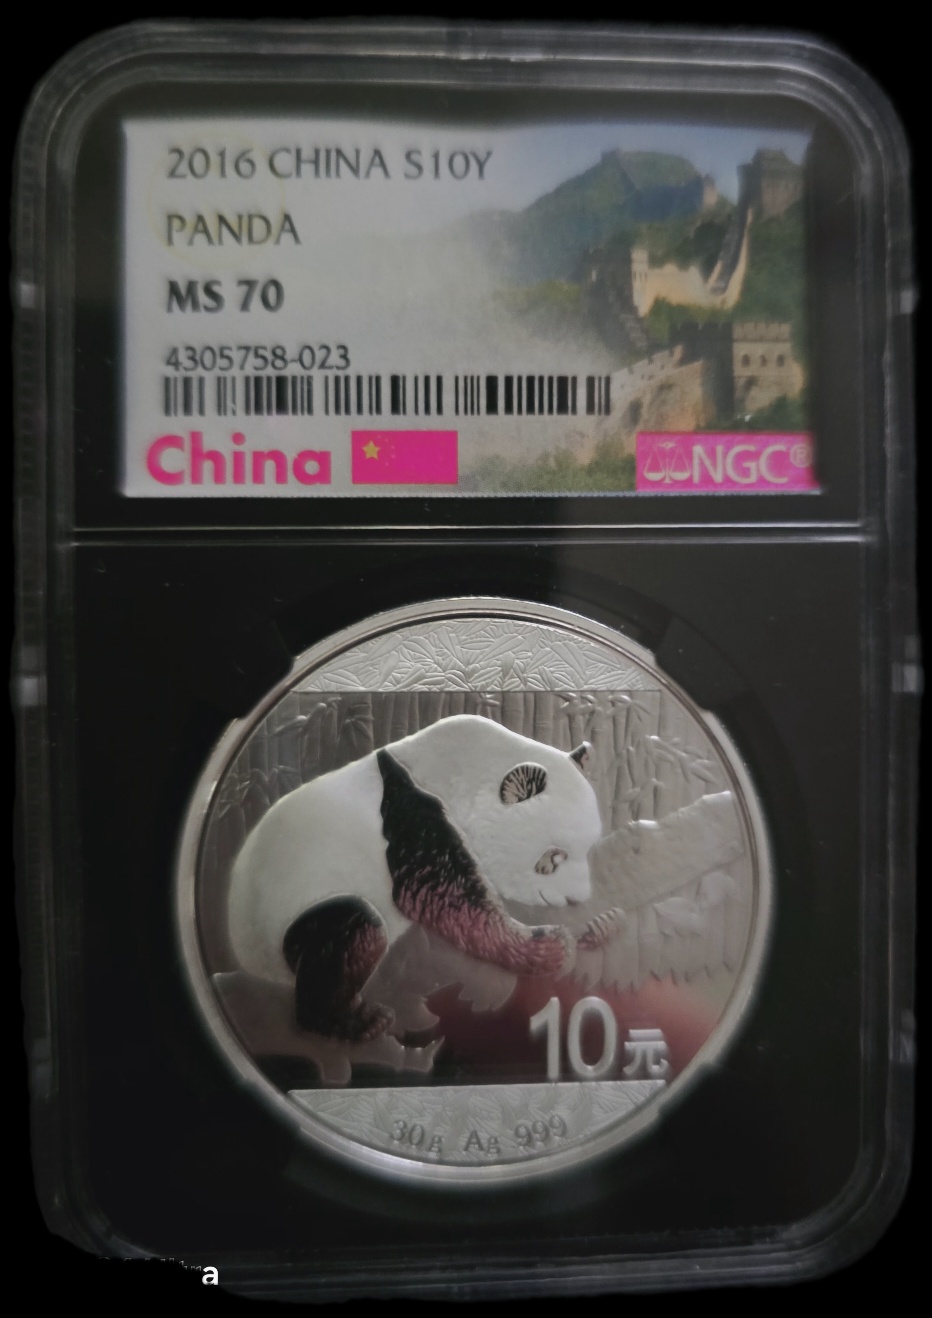 2016 CHINA S10Y
PANDA
MS 70
4305758-023
China
NGC®
10元
30g Ag 999